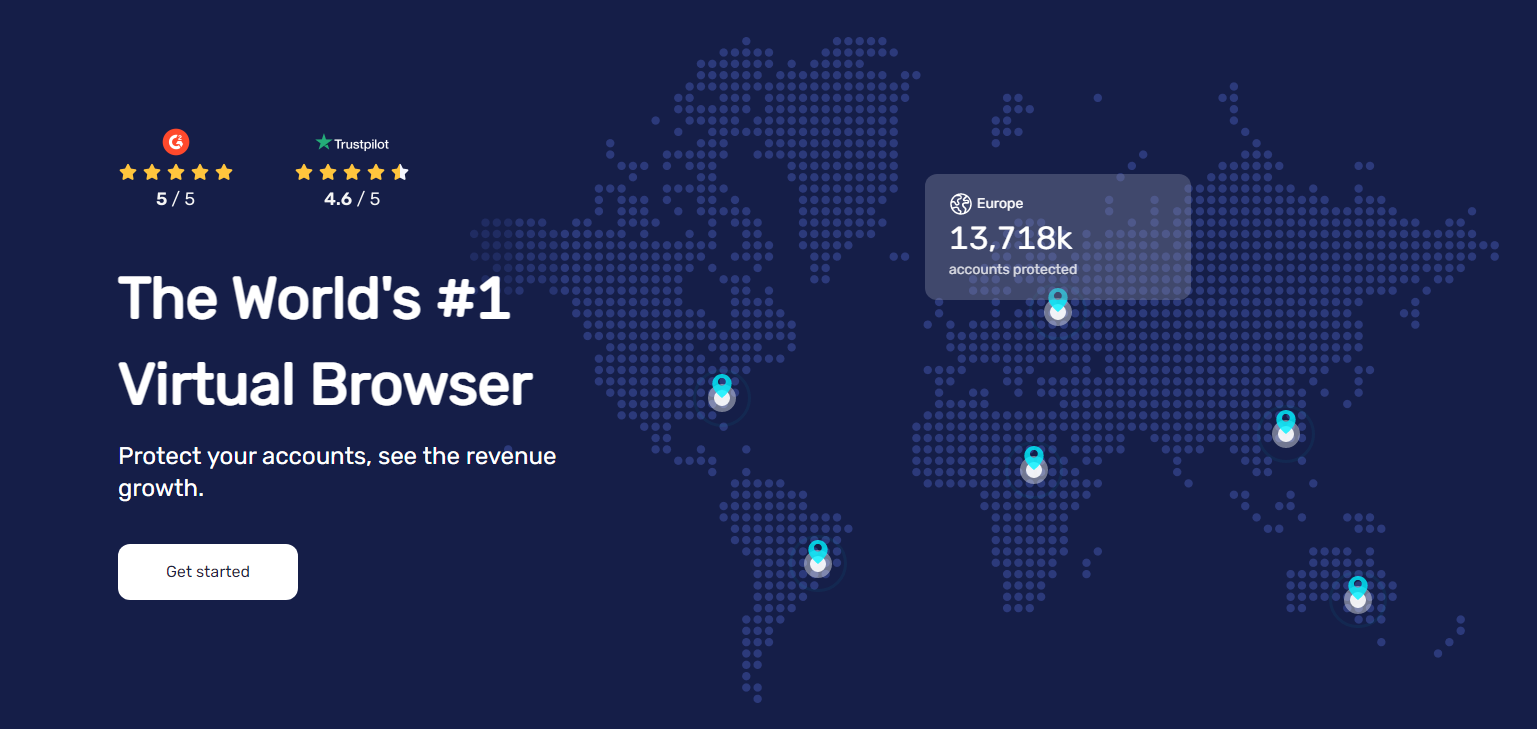 Trustpilot
5 / 5
4.6 / 5
The World's #1
Virtual Browser
Protect your accounts, see the revenue
growth.
Get started
Europe
13,718k
accounts protected